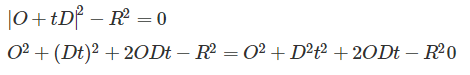 |O + tD|² − R² = 0
O² + (Dt)² + 2ODt − R² = O² + D²t² + 2ODt − R²0